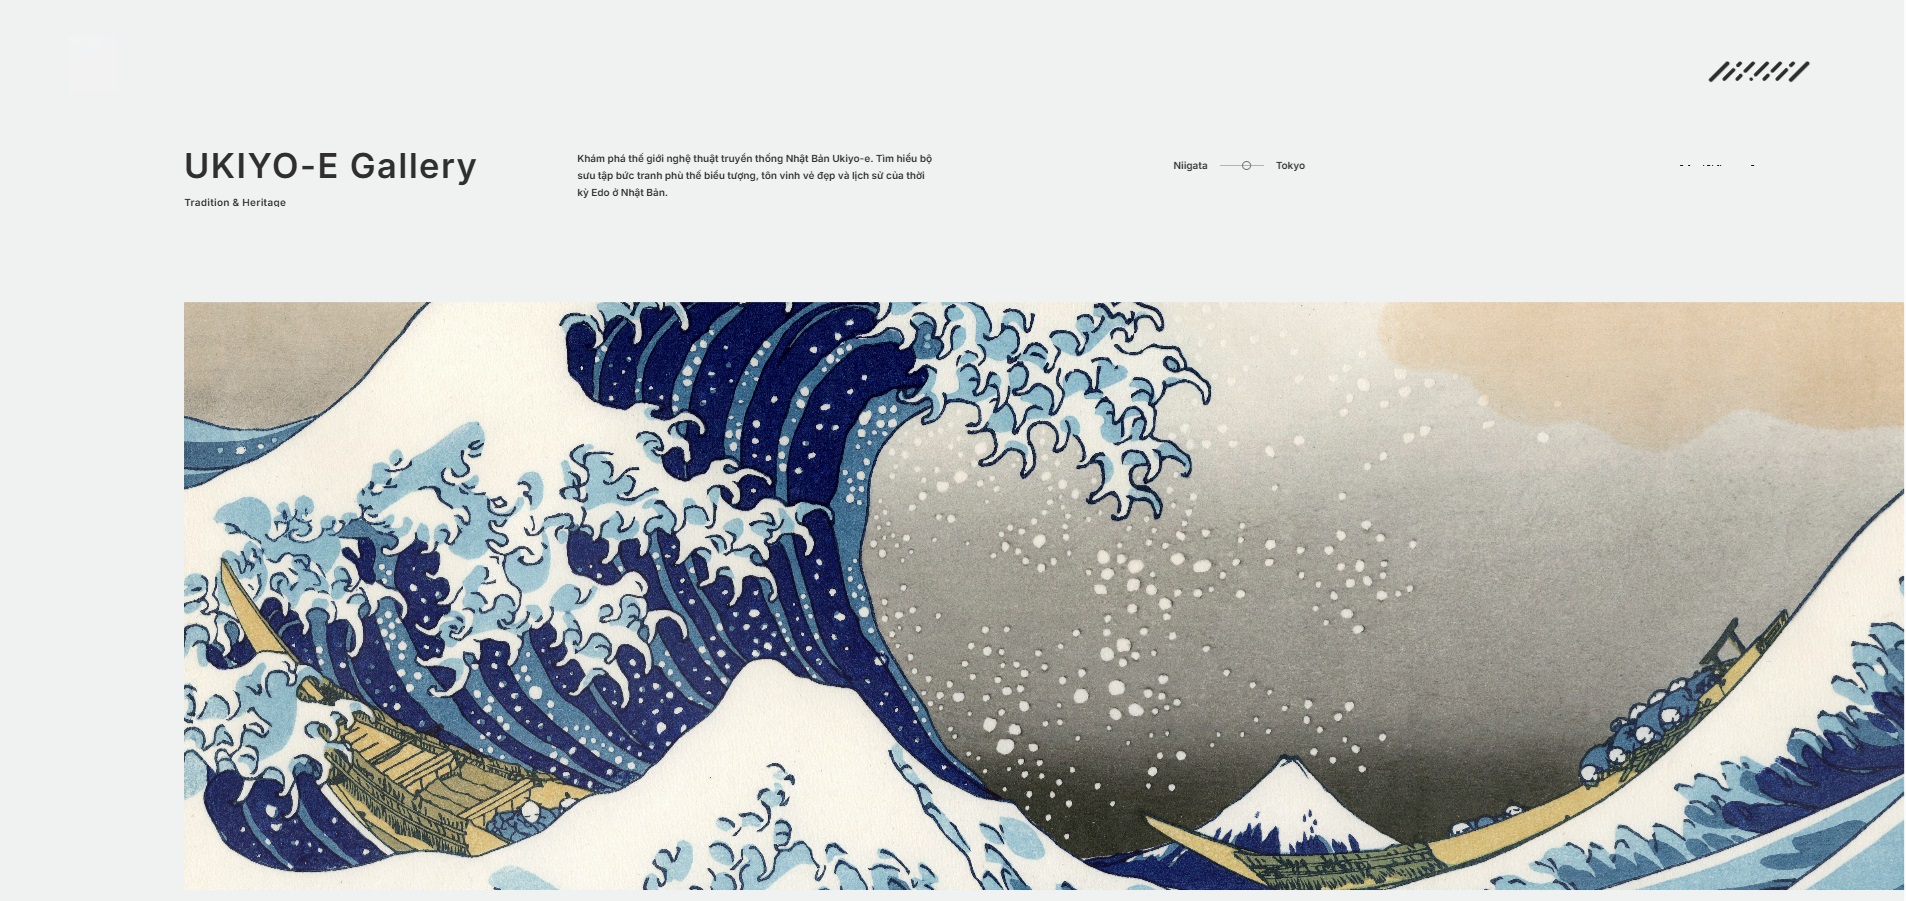 UKIYO-E Gallery
Tradition & Heritage
Khám phá thế giới nghệ thuật truyền thống Nhật Bản Ukiyo-e. Tìm hiểu bộ
sưu tập bức tranh phù thế biểu tượng, tôn vinh vẻ đẹp và lịch sử của thời
kỳ Edo ở Nhật Bản.
Niigata
Tokyo